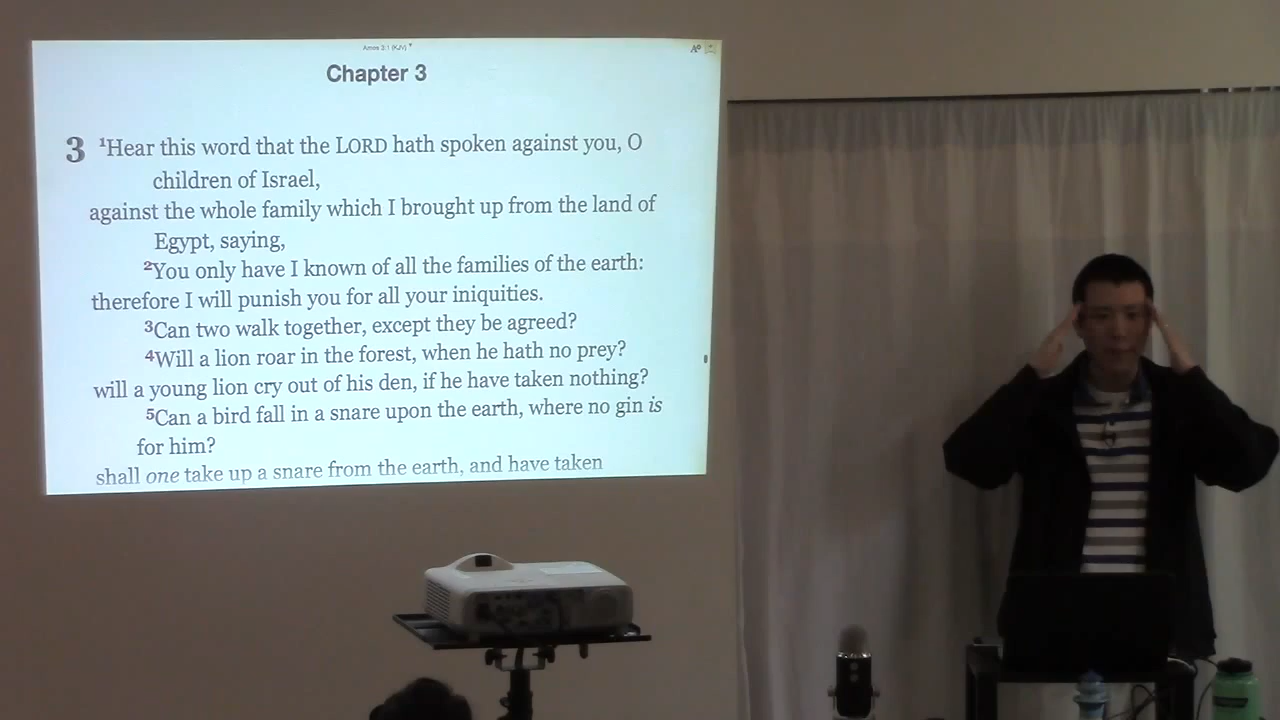 Amos 3:1 (KJV)
Chapter 3
3 1Hear this word that the LORD hath spoken against you, O
children of Israel,
against the whole family which I brought up from the land of
Egypt, saying,
2You only have I known of all the families of the earth:
therefore I will punish you for all your iniquities.
3Can two walk together, except they be agreed?
4Will a lion roar in the forest, when he hath no prey?
will a young lion cry out of his den, if he have taken nothing?
5Can a bird fall in a snare upon the earth, where no gin is
for him?
shall one take up a snare from the earth, and have taken